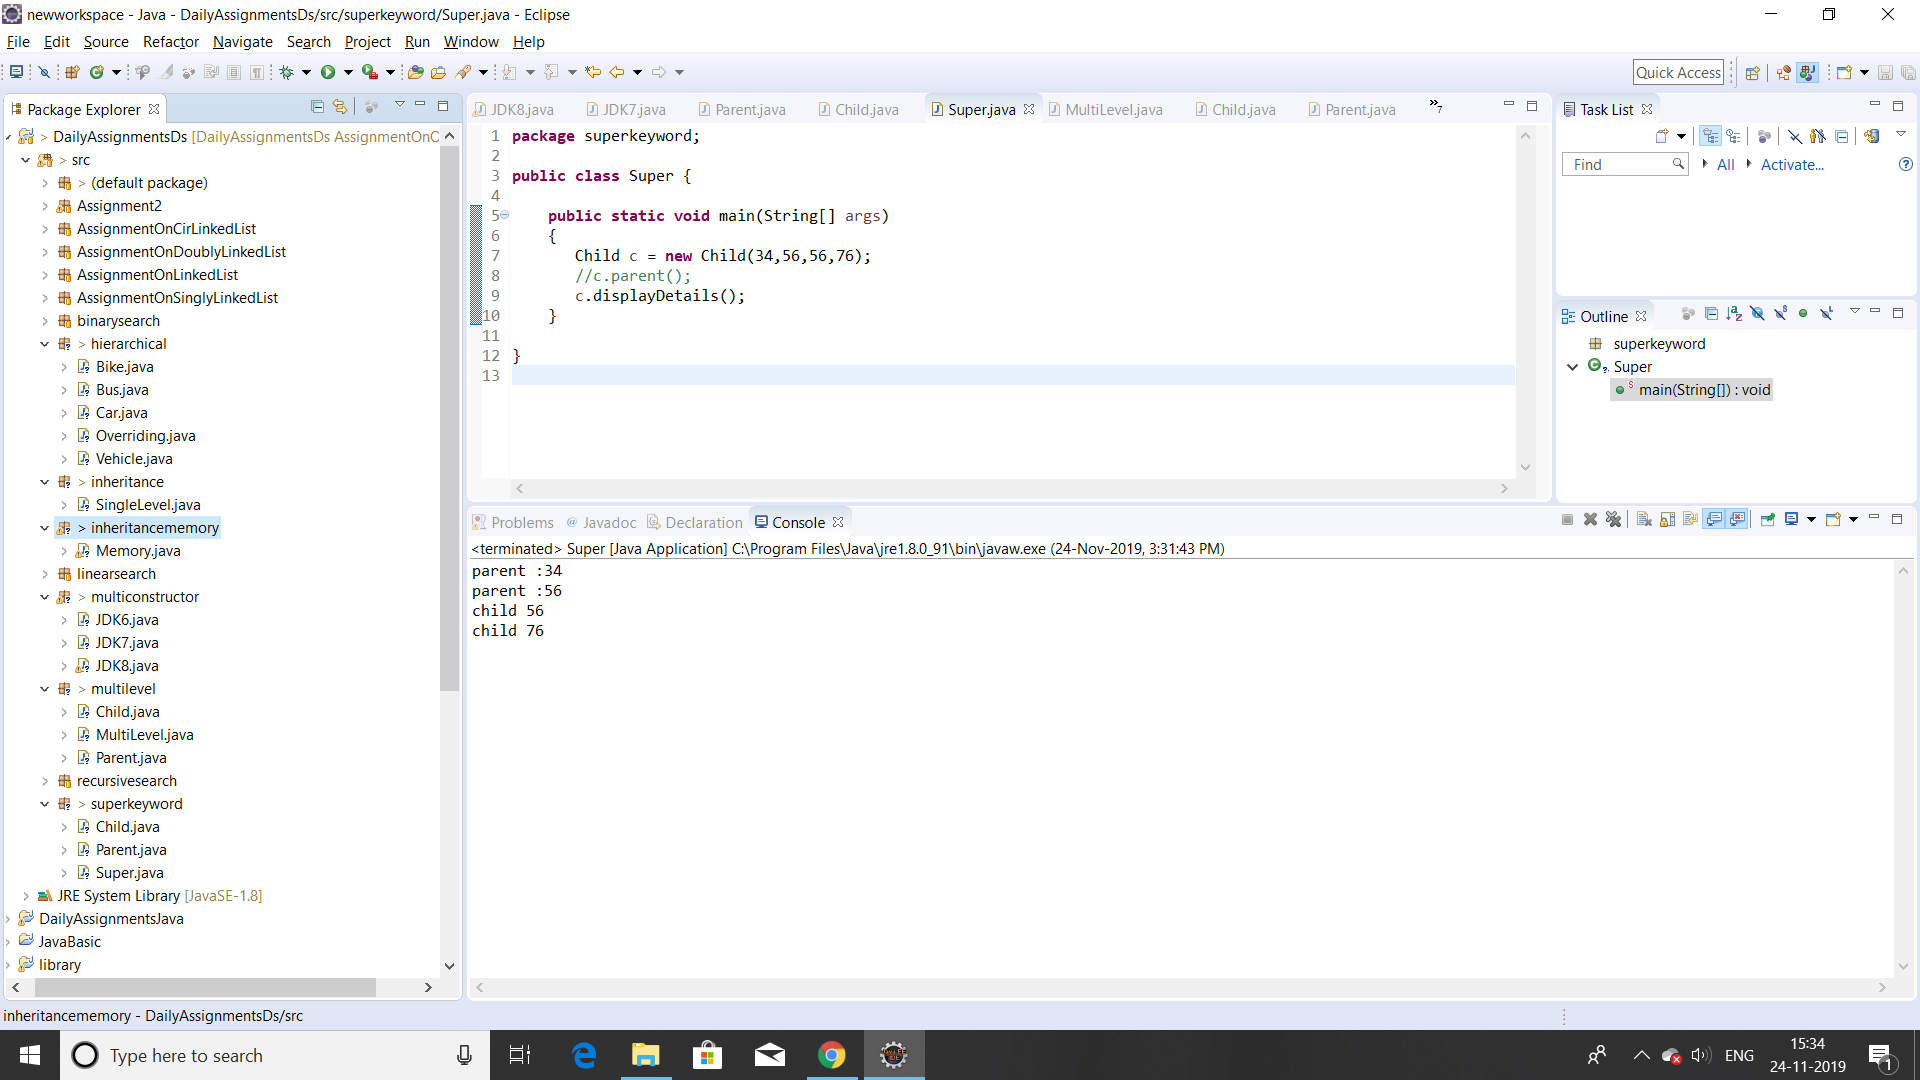 newworkspace - Java - DailyAssignmentsDs/src/superkeyword/Super.java - Eclipse
File Edit Source Refactor Navigate Search Project Run Window Help
Quick Access
Package Explorer
> DailyAssignmentsDs [DailyAssignmentsDs AssignmentOnC
> src
> (default package)
Assignment2
AssignmentOnCirLinkedList
AssignmentOnDoublyLinkedList
AssignmentOnLinkedList
AssignmentOnSinglyLinkedList
binarysearch
> hierarchical
Bike.java
Bus.java
Car.java
Overriding.java
Vehicle.java
> inheritance
SingleLevel.java
> inheritancememory
Memory.java
linearsearch
> multiconstructor
JDK6.java
JDK7.java
JDK8.java
> multilevel
Child.java
MultiLevel.java
Parent.java
recursivesearch
> superkeyword
Child.java
Parent.java
Super.java
JRE System Library [JavaSE-1.8]
DailyAssignmentsJava
JavaBasic
library
JDK8.java JDK7.java Parent.java Child.java Super.java MultiLevel.java Child.java Parent.java »7
1 package superkeyword;
2
3 public class Super {
4
5 public static void main(String[] args)
6 {
7 Child c = new Child(34,56,56,76);
8 //c.parent();
9 c.displayDetails();
10 }
11
12 }
13
Problems @ Javadoc Declaration Console
<terminated> Super [Java Application] C:\Program Files\Java\jre1.8.0_91\bin\javaw.exe (24-Nov-2019, 3:31:43 PM)
parent :34
parent :56
child 56
child 76
Task List
Find All Activate...
Outline
superkeyword
Super
main(String[]) : void
inheritancememory - DailyAssignmentsDs/src
Type here to search
ENG
15:34
24-11-2019
1